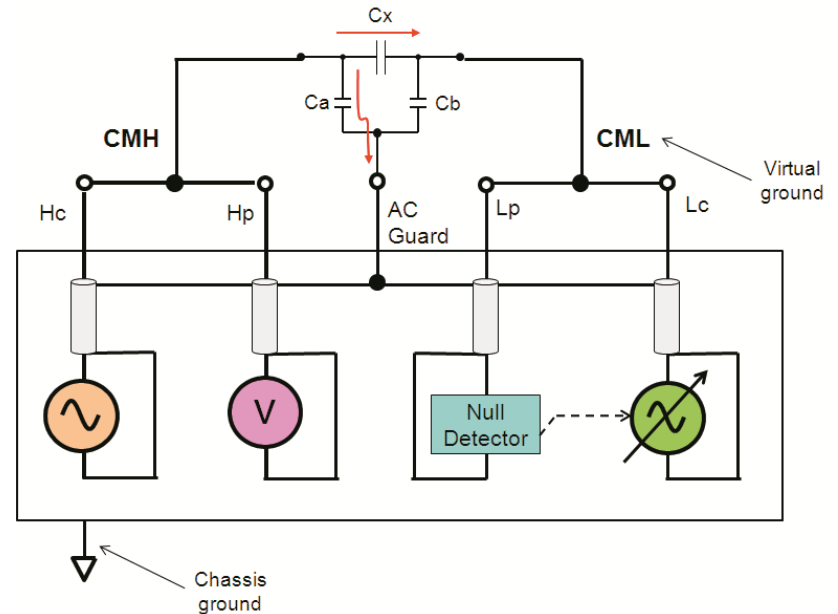 Cx
Ca
Cb
CMH
CML
Virtual
ground
Hc
Hp
AC
Guard
Lp
Lc
V
Null
Detector
Chassis
ground